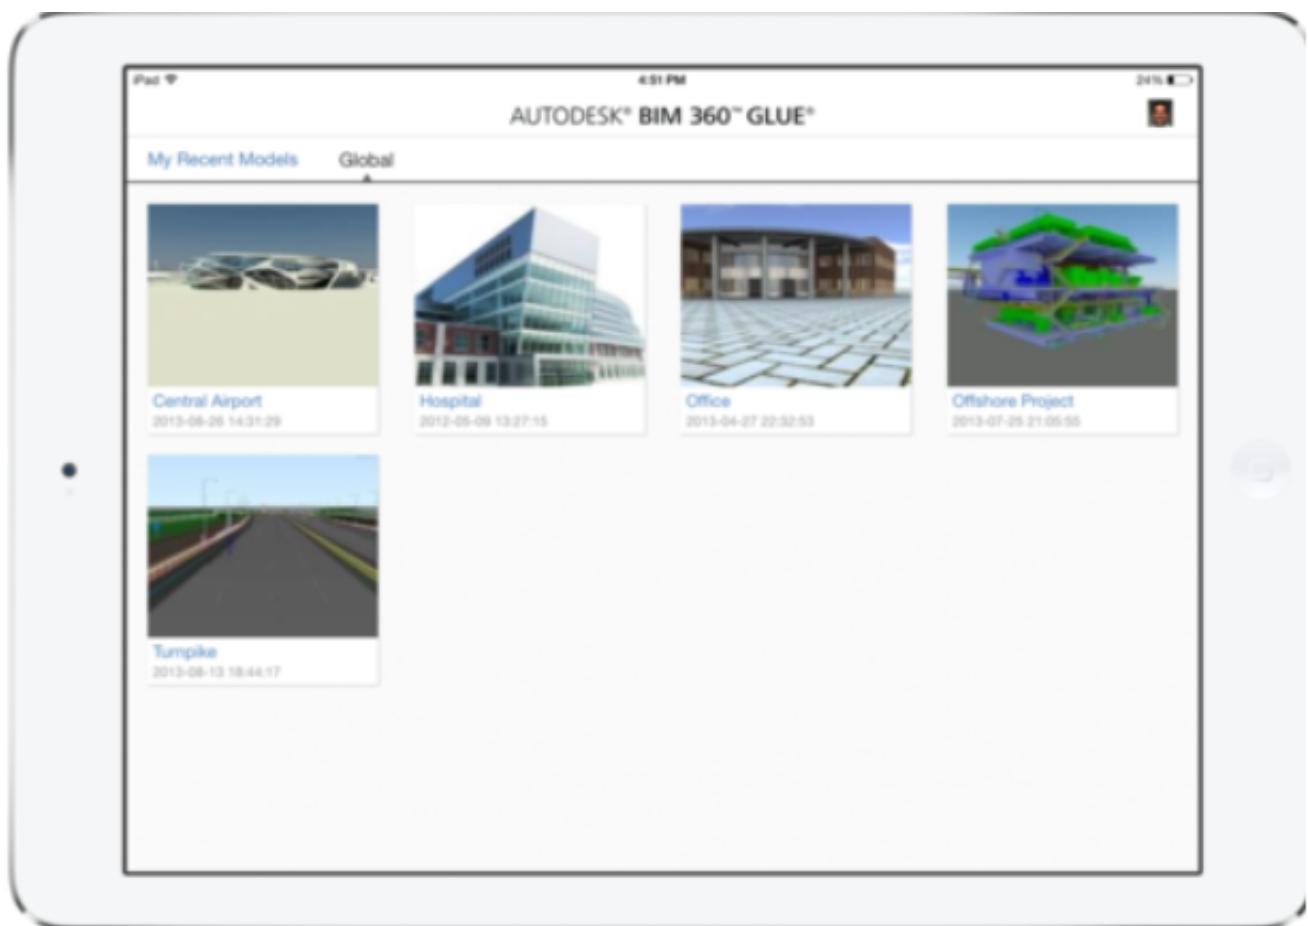 iPad 4:51 PM 24%
AUTODESK® BIM 360™ GLUE®
My Recent Models Global
Central Airport Hospital Office Offshore Project
2013-08-26 14:31:29 2012-05-09 13:27:15 2013-04-27 22:32:53 2013-07-25 21:05:55
Turnpike
2013-08-13 18:44:17